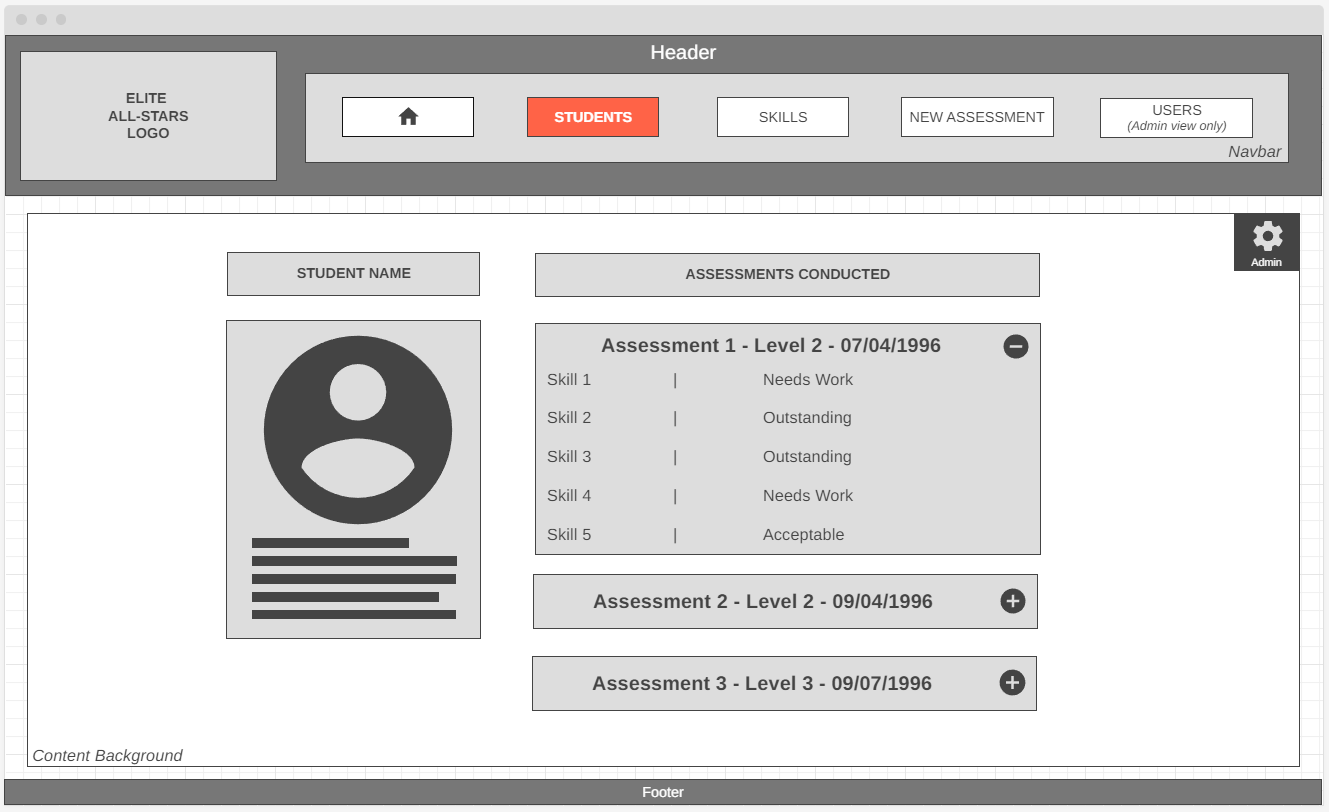 Header
ELITE
ALL-STARS
LOGO
STUDENTS
SKILLS
NEW ASSESSMENT
USERS
(Admin view only)
Navbar
Admin
STUDENT NAME
ASSESSMENTS CONDUCTED
Assessment 1 - Level 2 - 07/04/1996
Skill 1 | Needs Work
Skill 2 | Outstanding
Skill 3 | Outstanding
Skill 4 | Needs Work
Skill 5 | Acceptable
Assessment 2 - Level 2 - 09/04/1996
Assessment 3 - Level 3 - 09/07/1996
Content Background
Footer